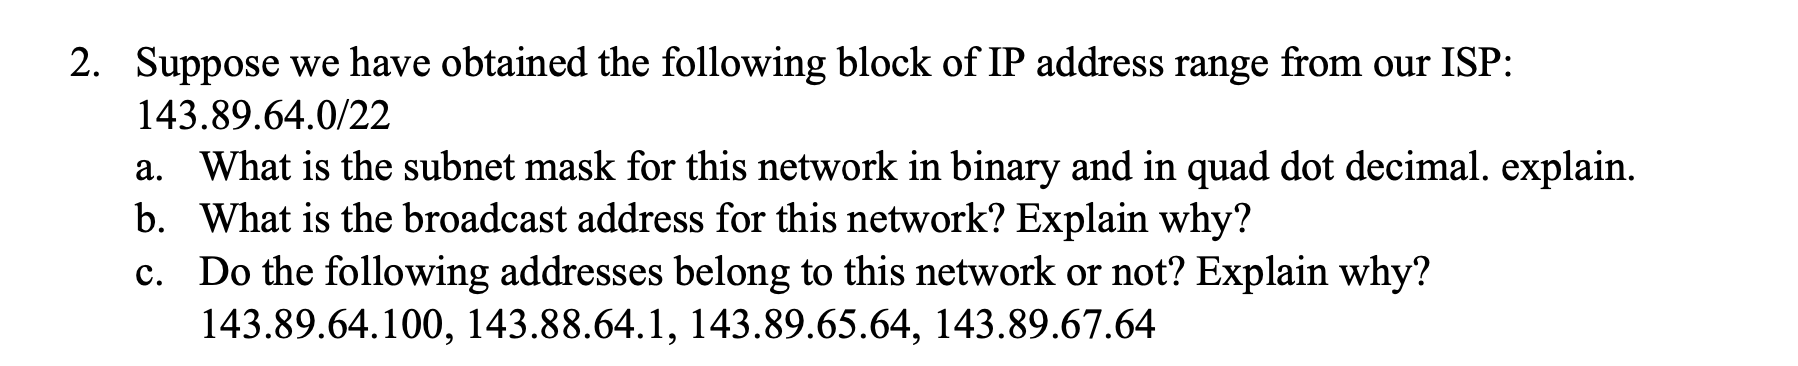 2. Suppose we have obtained the following block of IP address range from our ISP:
143.89.64.0/22
a. What is the subnet mask for this network in binary and in quad dot decimal. explain.
b. What is the broadcast address for this network? Explain why?
c. Do the following addresses belong to this network or not? Explain why?
143.89.64.100, 143.88.64.1, 143.89.65.64, 143.89.67.64